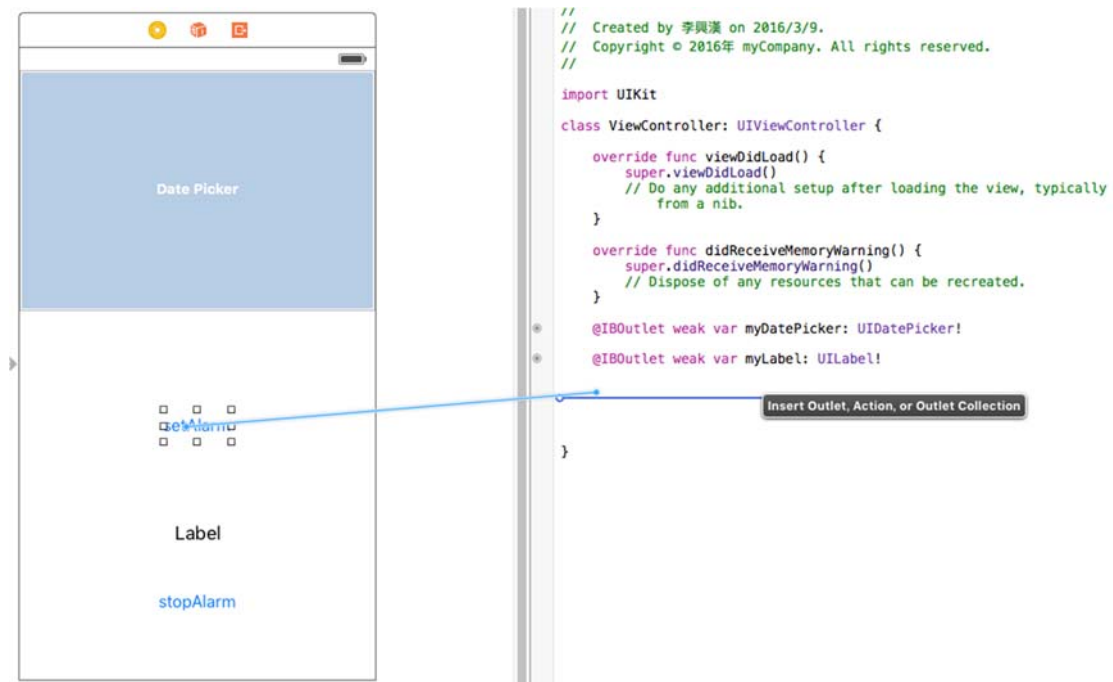 Date Picker
setAlarm
Label
stopAlarm
//
//  Created by 李興漢 on 2016/3/9.
//  Copyright © 2016年 myCompany. All rights reserved.
//
import UIKit
class ViewController: UIViewController {
override func viewDidLoad() {
super.viewDidLoad()
// Do any additional setup after loading the view, typically
from a nib.
}
override func didReceiveMemoryWarning() {
super.didReceiveMemoryWarning()
// Dispose of any resources that can be recreated.
}
@IBOutlet weak var myDatePicker: UIDatePicker!
@IBOutlet weak var myLabel: UILabel!
Insert Outlet, Action, or Outlet Collection
}